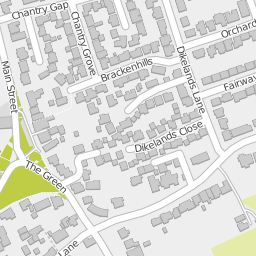 Chantry Gap
Chantry Grove
Orchard
Brackenhills
Dikelands Lane
Main Street
Fairway
Dikelands Close
The Green
Lane